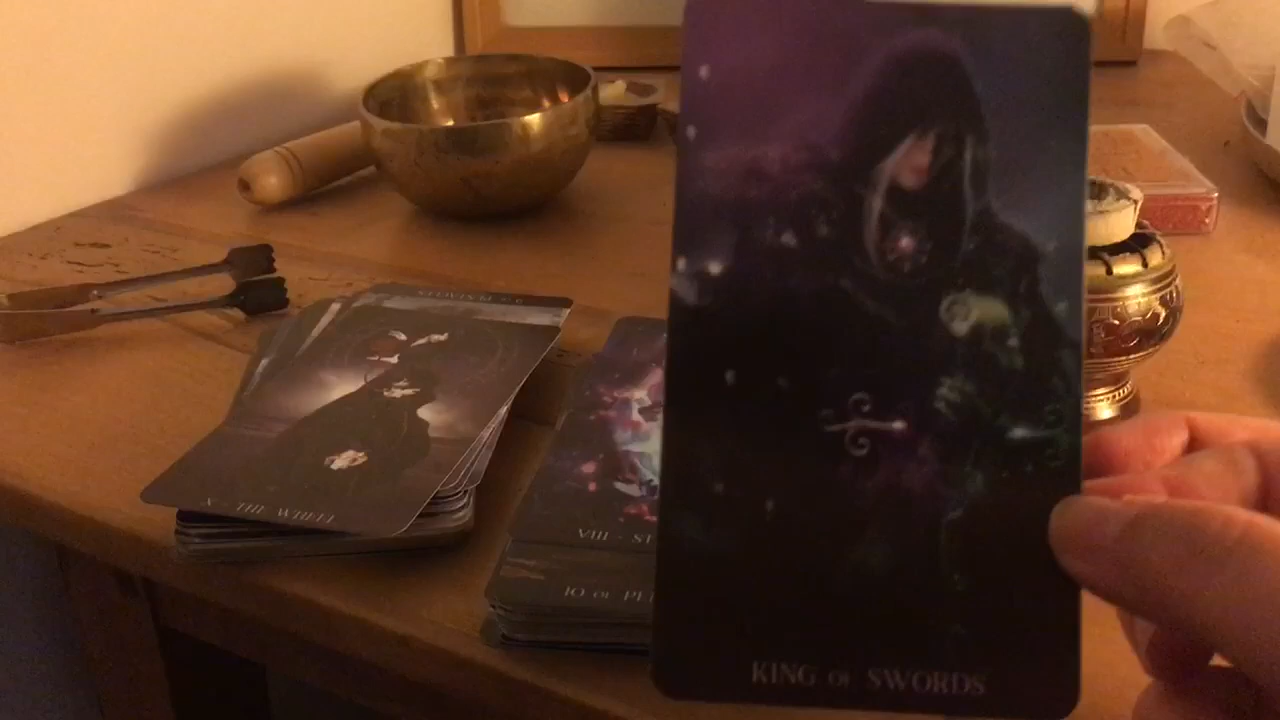 X - THE WHEEL
VIII - ST
10 OF PE
KING OF SWORDS